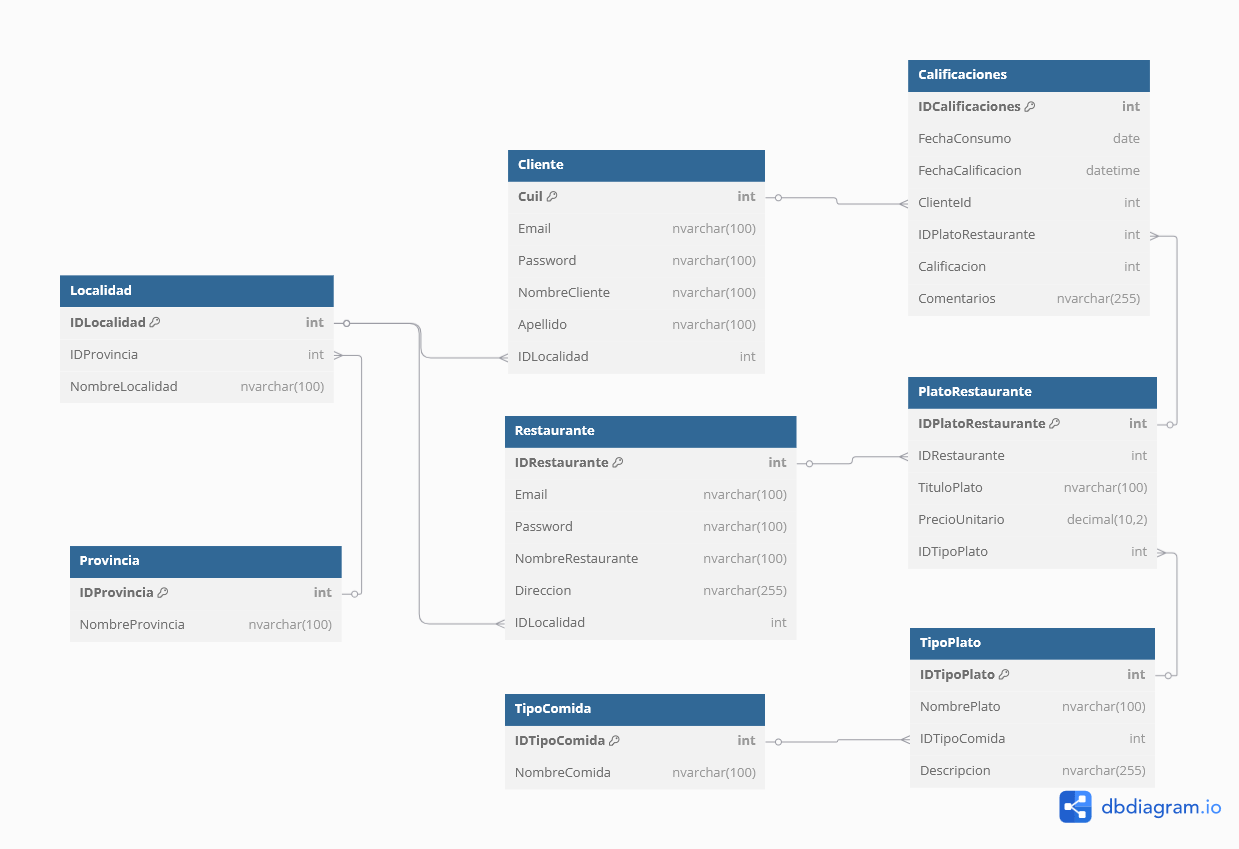 Calificaciones
IDCalificaciones int
FechaConsumo date
FechaCalificacion datetime
ClienteId int
IDPlatoRestaurante int
Calificacion int
Comentarios nvarchar(255)
Cliente
Cuil int
Email nvarchar(100)
Password nvarchar(100)
NombreCliente nvarchar(100)
Apellido nvarchar(100)
IDLocalidad int
Localidad
IDLocalidad int
IDProvincia int
NombreLocalidad nvarchar(100)
PlatoRestaurante
IDPlatoRestaurante int
IDRestaurante int
TituloPlato nvarchar(100)
PrecioUnitario decimal(10,2)
IDTipoPlato int
Restaurante
IDRestaurante int
Email nvarchar(100)
Password nvarchar(100)
NombreRestaurante nvarchar(100)
Direccion nvarchar(255)
IDLocalidad int
Provincia
IDProvincia int
NombreProvincia nvarchar(100)
TipoPlato
IDTipoPlato int
NombrePlato nvarchar(100)
IDTipoComida int
Descripcion nvarchar(255)
TipoComida
IDTipoComida int
NombreComida nvarchar(100)
dbdiagram.io